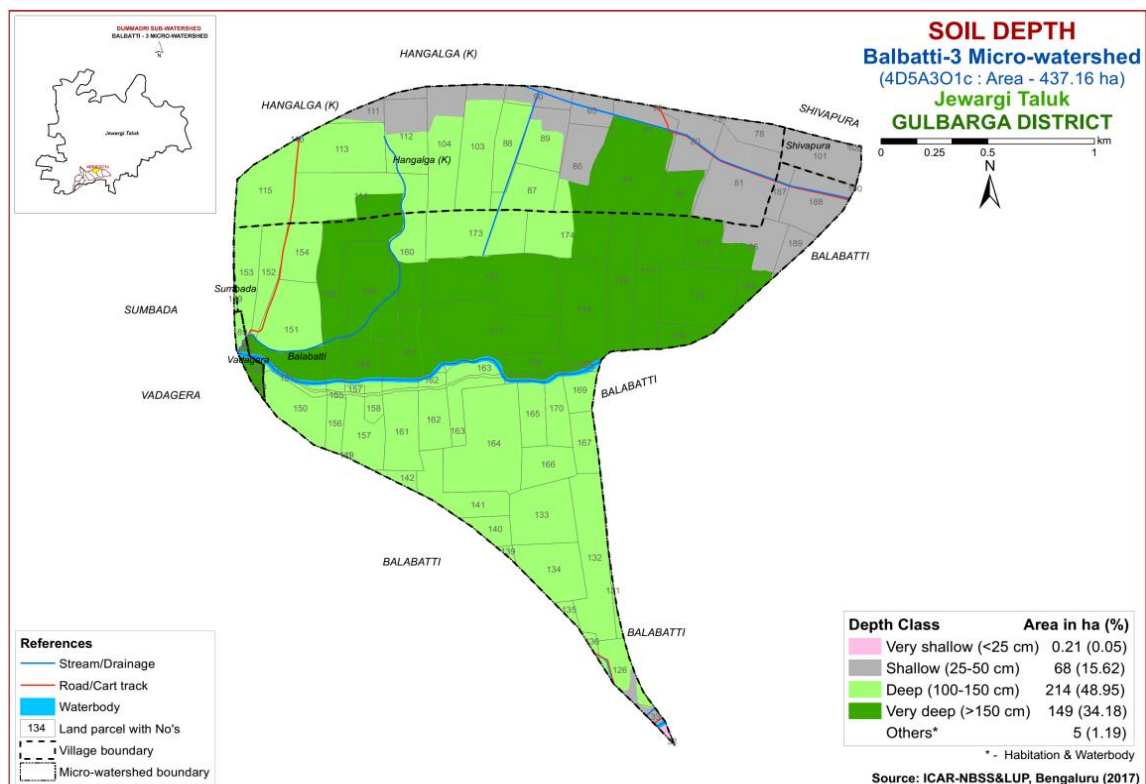 DUMMADRI SUB-WATERSHED
BALBATTI - 3 MICRO-WATERSHED
N
Jewargi Taluk
SOIL DEPTH
Balbatti-3 Micro-watershed
(4D5A3O1c : Area - 437.16 ha)
Jewargi Taluk
GULBARGA DISTRICT
0 0.25 0.5 1 km
N
HANGALGA (K)
HANGALGA (K)
SHIVAPURA
111
80
85
112
78
113
104
103
88
89
Hangalga (K)
Shivapura
101
86
115
87
81
187
188
173
174
189
BALABATTI
154
160
153
152
Sumbada
SUMBADA
151
Vadagera
Balabatti
VADAGERA
163
162
BALABATTI
155
157
169
150
158
165
170
156
157
161
162
163
164
167
149
166
142
141
133
140
139
132
BALABATTI
134
131
135
BALABATTI
136
126
References
Stream/Drainage
Road/Cart track
Waterbody
134 Land parcel with No's
Village boundary
Micro-watershed boundary
Depth Class Area in ha (%)
Very shallow (<25 cm) 0.21 (0.05)
Shallow (25-50 cm) 68 (15.62)
Deep (100-150 cm) 214 (48.95)
Very deep (>150 cm) 149 (34.18)
Others* 5 (1.19)
* - Habitation & Waterbody
Source: ICAR-NBSS&LUP, Bengaluru (2017)